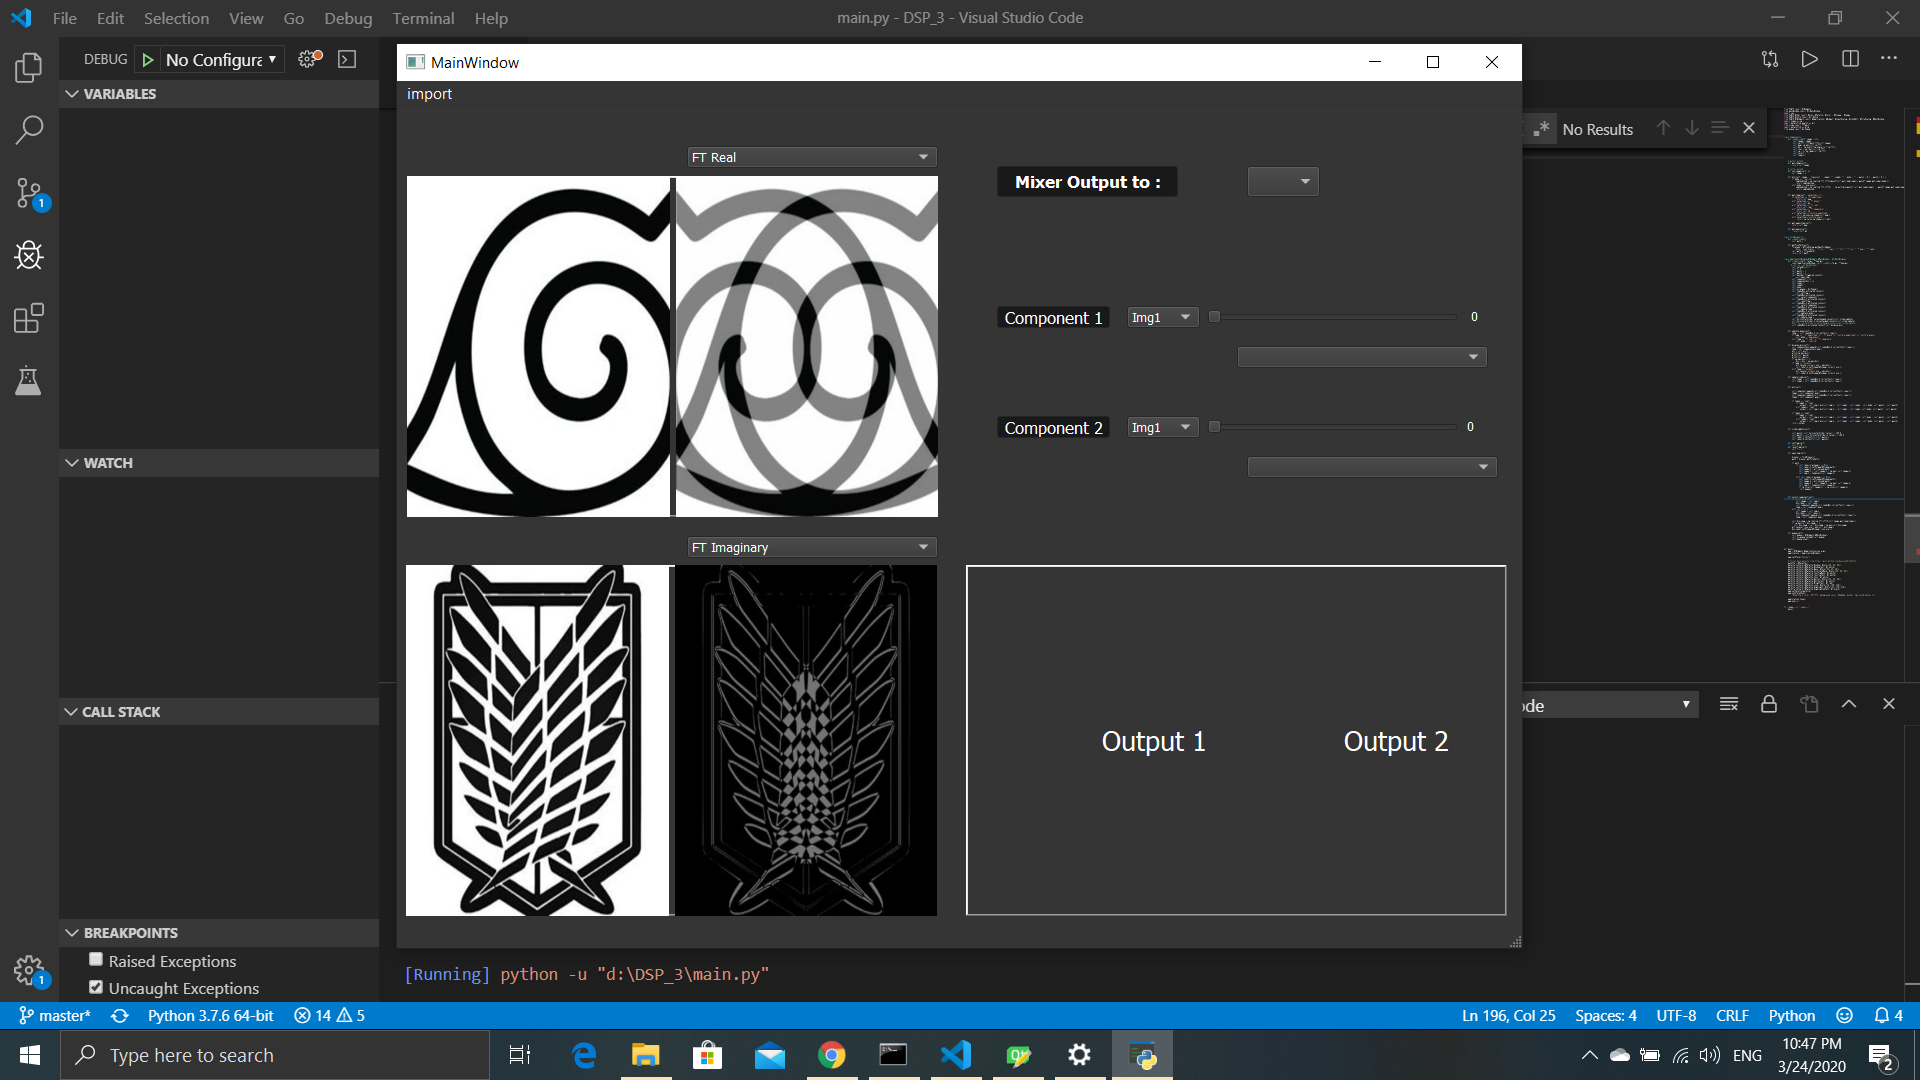 File Edit Selection View Go Debug Terminal Help
main.py - DSP_3 - Visual Studio Code
DEBUG No Configura
VARIABLES
WATCH
CALL STACK
BREAKPOINTS
Raised Exceptions
Uncaught Exceptions
1
1
MainWindow
import
FT Real
Mixer Output to :
Component 1 Img1 0
Component 2 Img1 0
FT Imaginary
Output 1 Output 2
No Results
ode
[Running] python -u "d:\DSP_3\main.py"
master* Python 3.7.6 64-bit 14 5
Ln 196, Col 25 Spaces: 4 UTF-8 CRLF Python 4
Type here to search
ENG
10:47 PM
3/24/2020
2